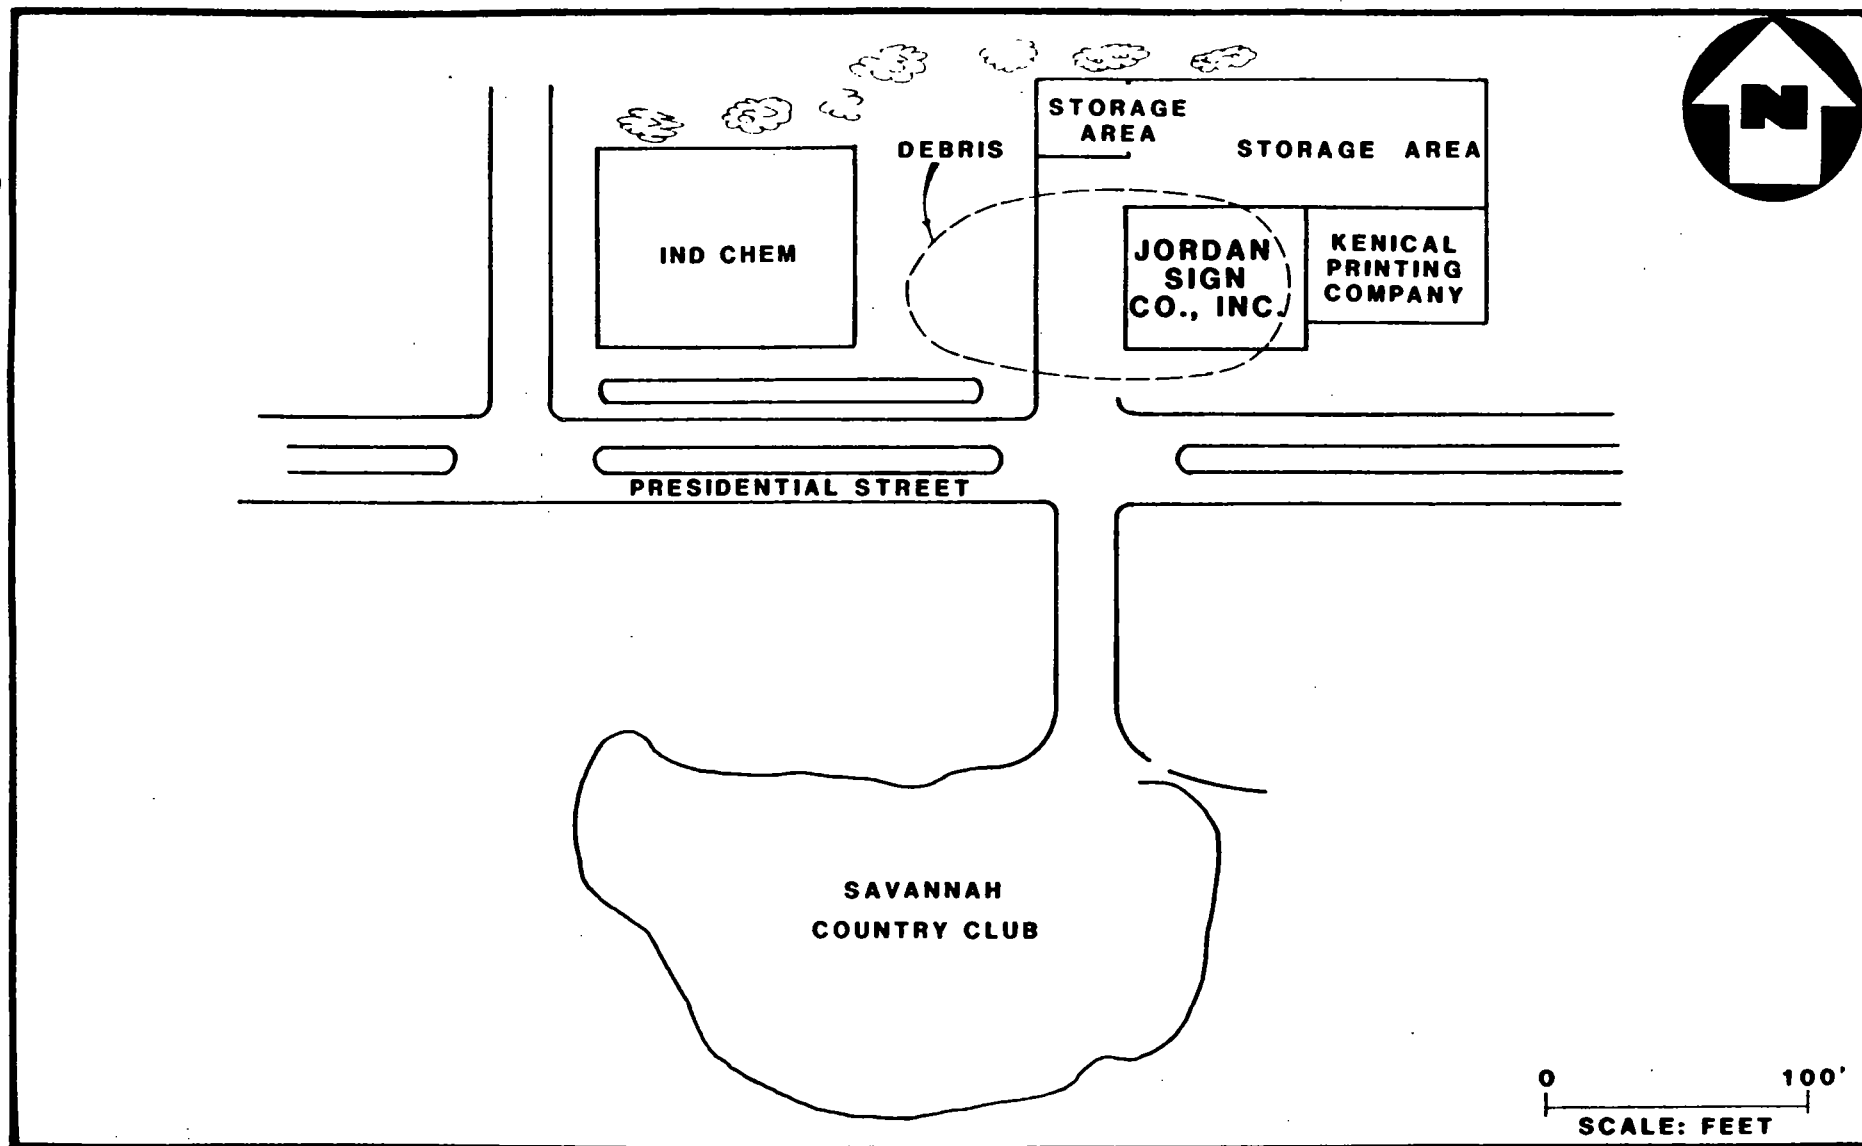 N
STORAGE
AREA
STORAGE AREA
DEBRIS
IND CHEM
JORDAN
SIGN
CO., INC.
KENICAL
PRINTING
COMPANY
PRESIDENTIAL STREET
SAVANNAH
COUNTRY CLUB
0 100'
SCALE: FEET